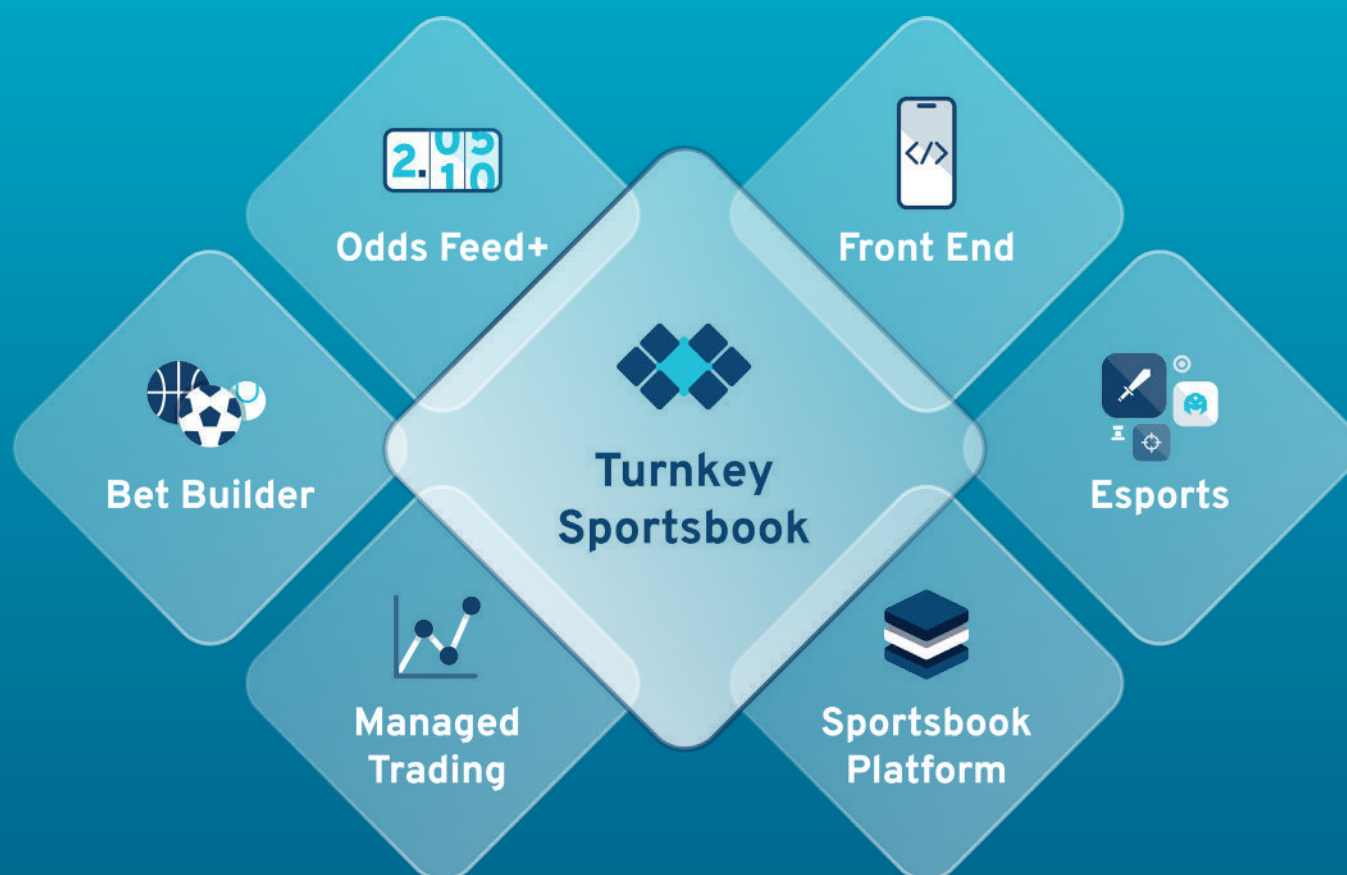 2.
05
10
Odds Feed+
</>
Front End
Bet Builder
Turnkey
Sportsbook
Esports
Managed
Trading
Sportsbook
Platform